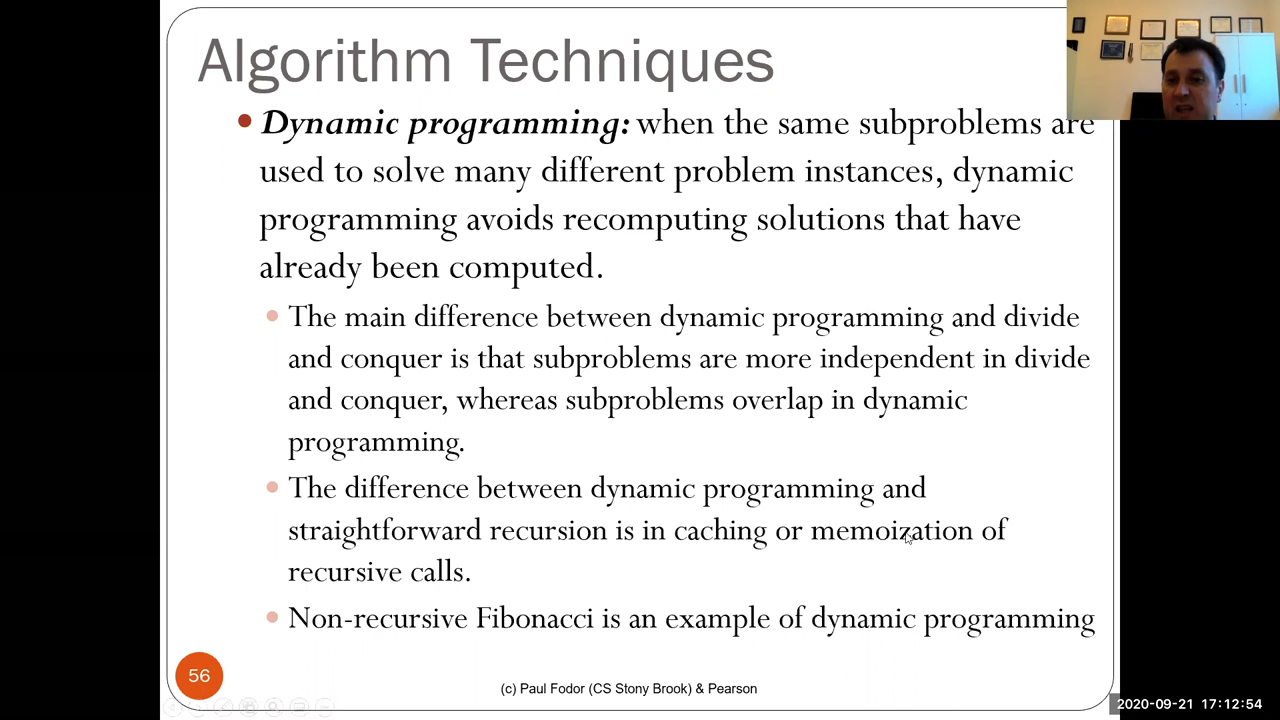 Algorithm Techniques
Dynamic programming: when the same subproblems are
used to solve many different problem instances, dynamic
programming avoids recomputing solutions that have
already been computed.
The main difference between dynamic programming and divide
and conquer is that subproblems are more independent in divide
and conquer, whereas subproblems overlap in dynamic
programming.
The difference between dynamic programming and
straightforward recursion is in caching or memoization of
recursive calls.
Non-recursive Fibonacci is an example of dynamic programming
56
(c) Paul Fodor (CS Stony Brook) & Pearson
2020-09-21 17:12:54